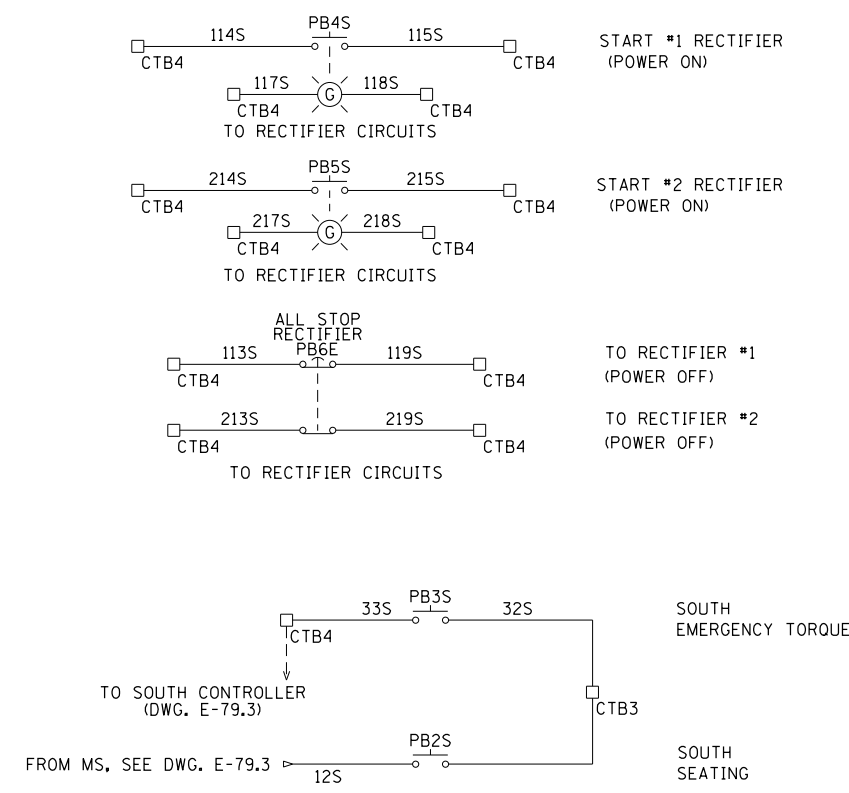 PB4S
114S 115S START #1 RECTIFIER
CTB4 CTB4 (POWER ON)
117S 118S
G
CTB4 CTB4
TO RECTIFIER CIRCUITS
PB5S
214S 215S START #2 RECTIFIER
CTB4 CTB4 (POWER ON)
217S 218S
G
CTB4 CTB4
TO RECTIFIER CIRCUITS
ALL STOP
RECTIFIER
PB6E
113S 119S TO RECTIFIER #1
CTB4 CTB4 (POWER OFF)
213S 219S TO RECTIFIER #2
CTB4 CTB4 (POWER OFF)
TO RECTIFIER CIRCUITS
PB3S
33S 32S SOUTH
CTB4 EMERGENCY TORQUE
TO SOUTH CONTROLLER
(DWG. E-79.3)
CTB3
PB2S
FROM MS, SEE DWG. E-79.3 SOUTH
12S SEATING